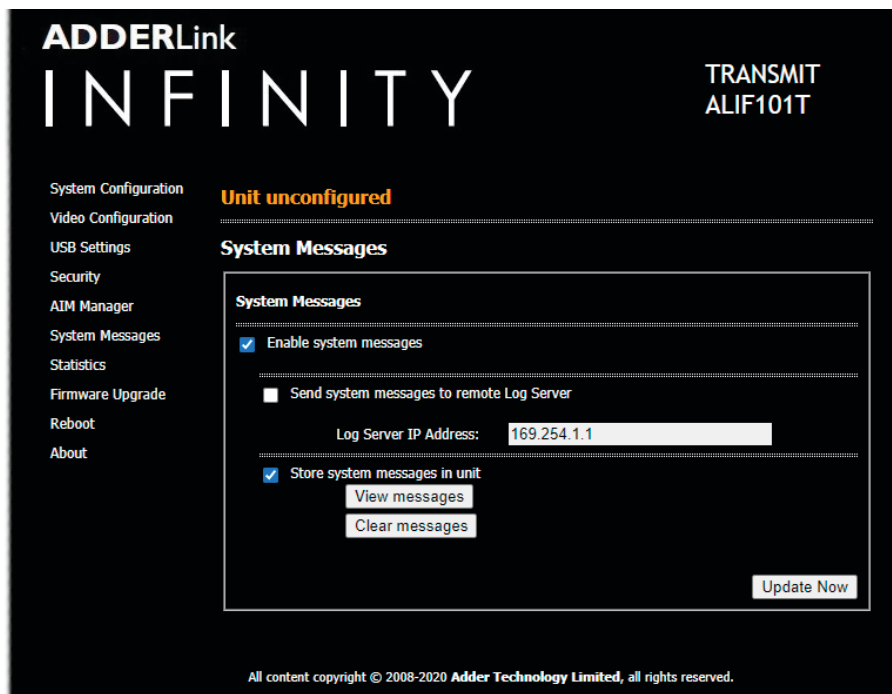 ADDERLink
INFINITY
TRANSMIT
ALIF101T
System Configuration
Video Configuration
USB Settings
Security
AIM Manager
System Messages
Statistics
Firmware Upgrade
Reboot
About
Unit unconfigured
System Messages
System Messages
Enable system messages
Send system messages to remote Log Server
Log Server IP Address: 169.254.1.1
Store system messages in unit
View messages
Clear messages
Update Now
All content copyright © 2008-2020 Adder Technology Limited, all rights reserved.